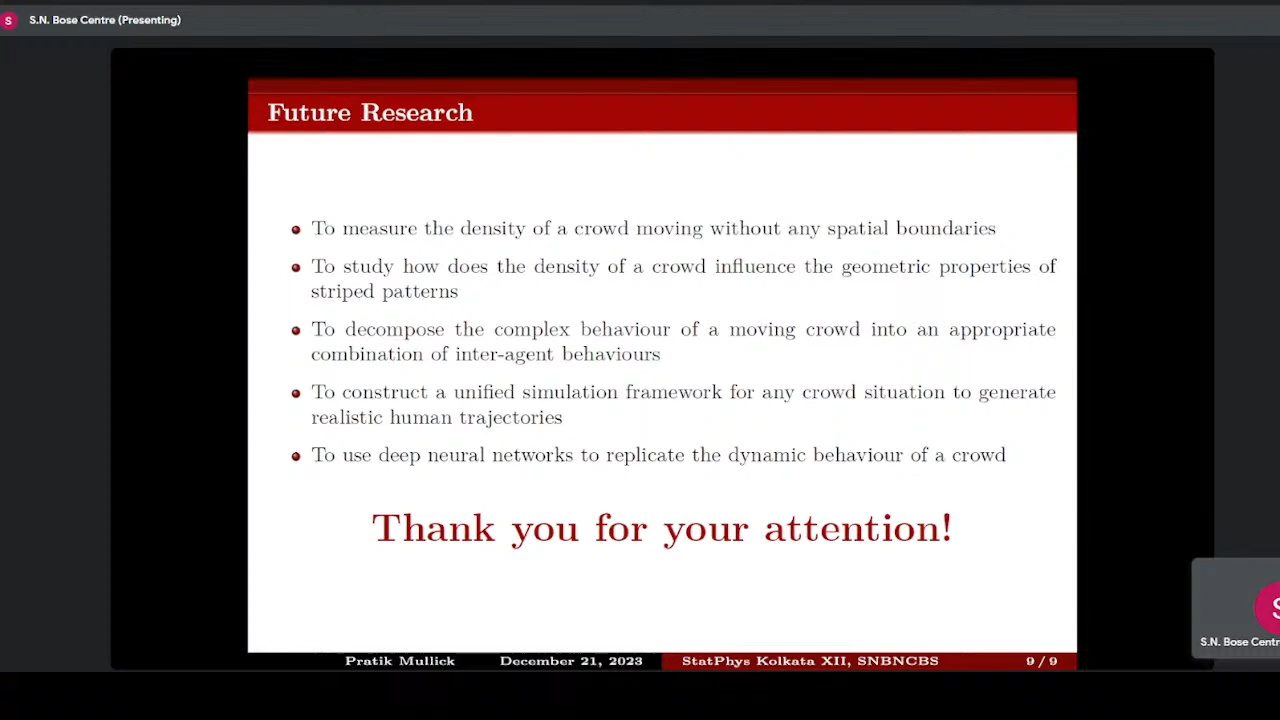 S
S.N. Bose Centre (Presenting)
Future Research
To measure the density of a crowd moving without any spatial boundaries
To study how does the density of a crowd influence the geometric properties of
striped patterns
To decompose the complex behaviour of a moving crowd into an appropriate
combination of inter-agent behaviours
To construct a unified simulation framework for any crowd situation to generate
realistic human trajectories
To use deep neural networks to replicate the dynamic behaviour of a crowd
Thank you for your attention!
S
S.N. Bose Centr
Pratik Mullick December 21, 2023 StatPhys Kolkata XII, SNBNCBS 9 / 9